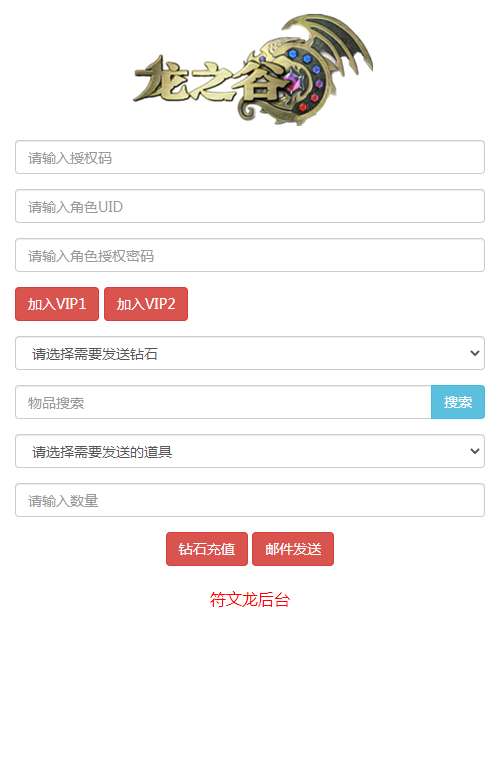 龙之谷
请输入授权码
请输入角色UID
请输入角色授权密码
加入VIP1 加入VIP2
请选择需要发送钻石
物品搜索 搜索
请选择需要发送的道具
请输入数量
钻石充值 邮件发送
符文龙后台